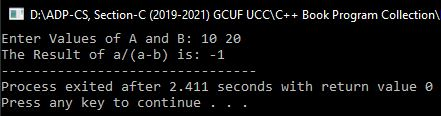 D:\ADP-CS, Section-C (2019-2021) GCUF UCC\C++ Book Program Collection\
Enter Values of A and B: 10 20
The Result of a/(a-b) is: -1
--------------------------------
Process exited after 2.411 seconds with return value 0
Press any key to continue . . .